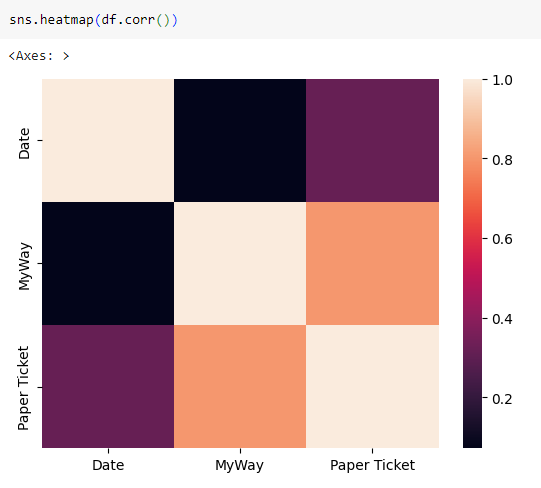 sns.heatmap(df.corr())
<Axes: >
Date
MyWay
Paper Ticket
Date
MyWay
Paper Ticket
1.0
0.8
0.6
0.4
0.2